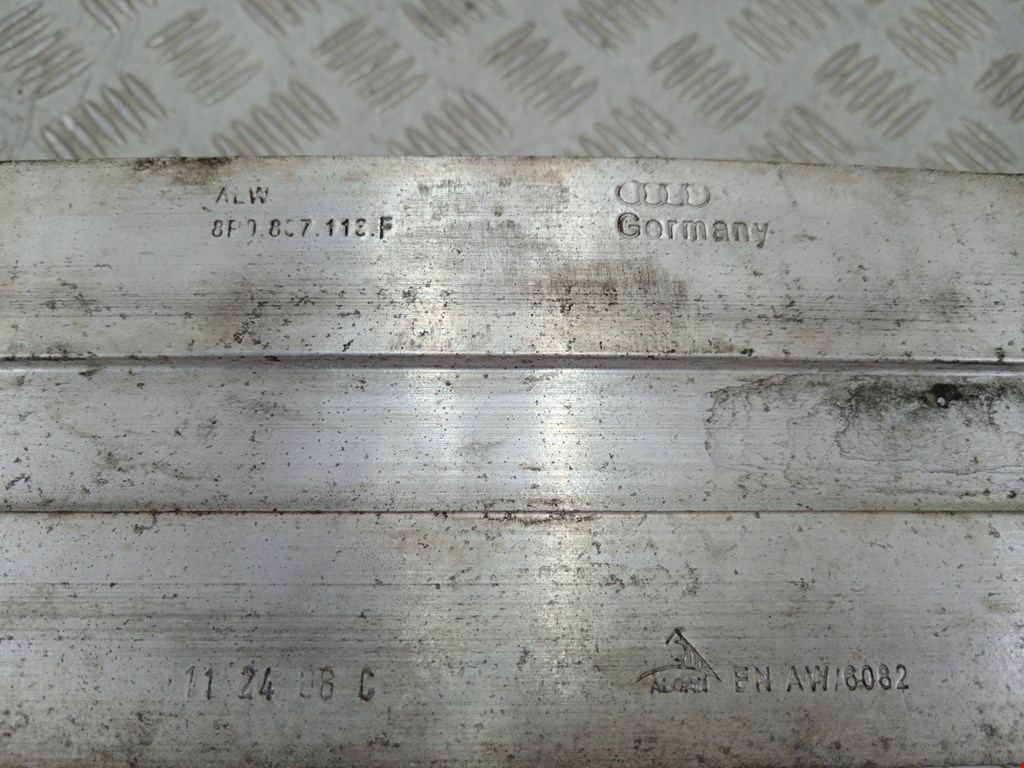 ALW
8P0.807.113.F
Germany
11 24 08 C
ALCAN EN AW/6082